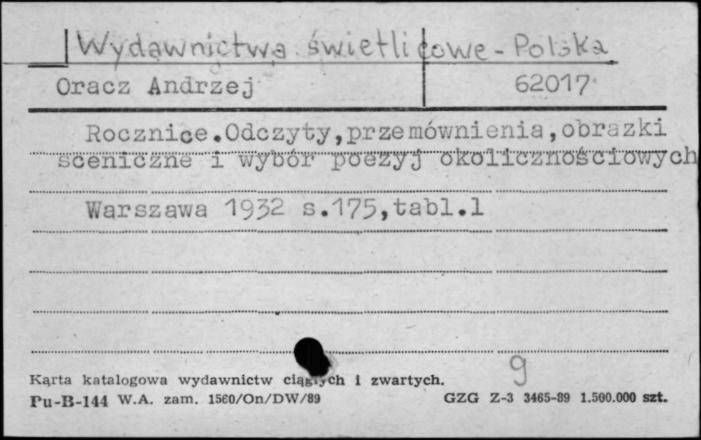 Wydawnictwa świetlicowe - Polska
Oracz Andrzej 62017
Rocznice.Odczyty,przemównienia,obrazki
sceniczne i wybór poezyj okolicznościowych
Warszawa 1932 s.175,tabl.1
9
Karta katalogowa wydawnictw ciągłych i zwartych.
Pu-B-144 W.A. zam. 1560/On/DW/89 GZG Z-3 3465-89 1.500.000 szt.